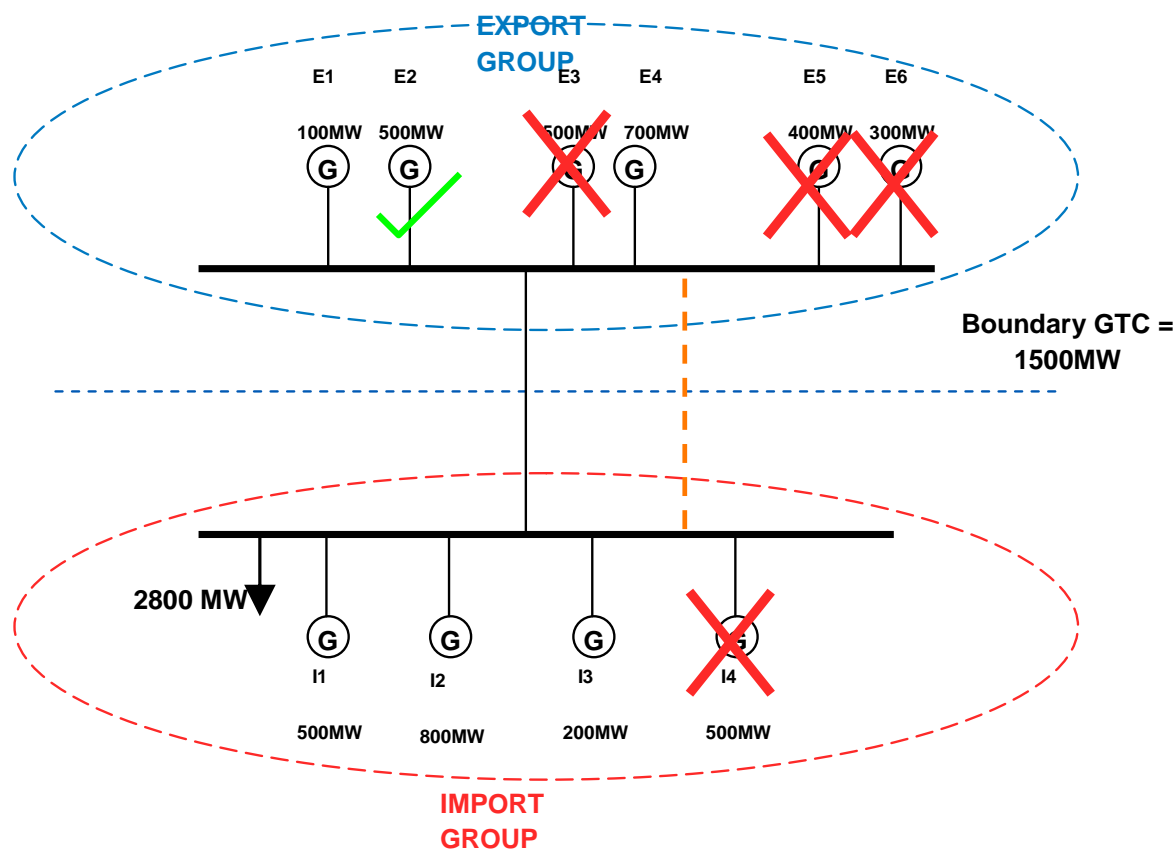 EXPORT
GROUP
E1 E2 E3 E4 E5 E6
100MW 500MW 500MW 700MW 400MW 300MW
G G G G G G
Boundary GTC =
1500MW
2800 MW
G G G G
I1 I2 I3 I4
500MW 800MW 200MW 500MW
IMPORT
GROUP